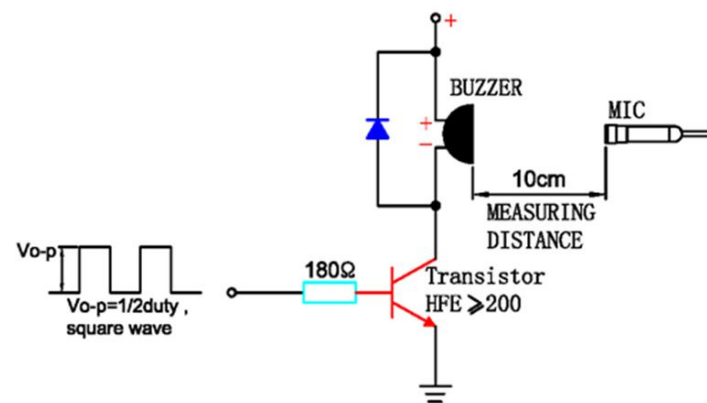 +
BUZZER
MIC
+
−
10cm
MEASURING
DISTANCE
Vo-p
180Ω
Transistor
HFE ⩾200
Vo-p=1/2duty ,
square wave